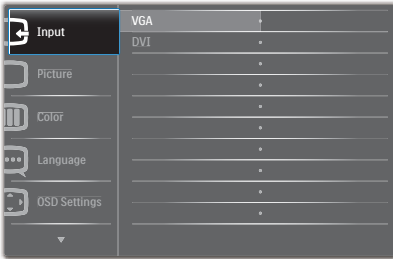 Input
VGA
DVI
Picture
Color
Language
OSD Settings